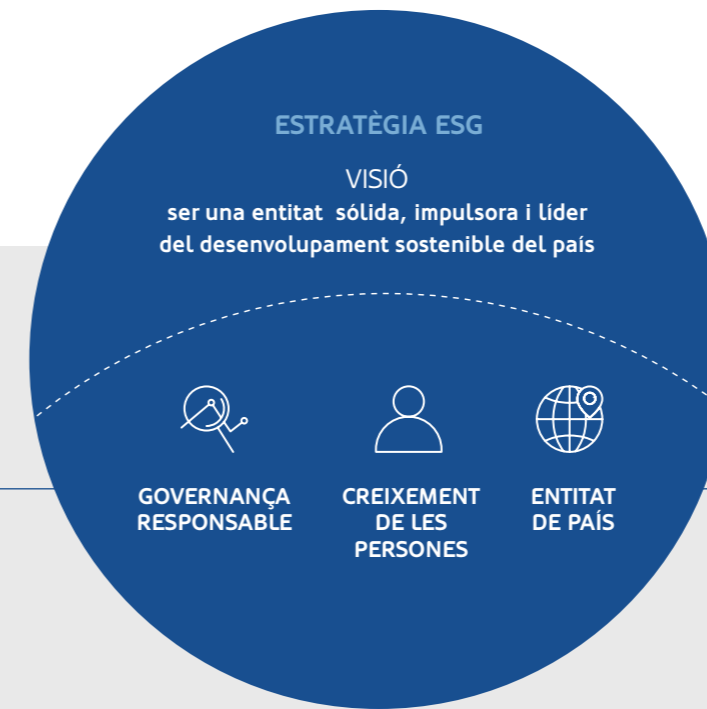 ESTRATÈGIA ESG
VISIÓ
ser una entitat sólida, impulsora i líder
del desenvolupament sostenible del país
GOVERNANÇA
RESPONSABLE
CREIXEMENT
DE LES
PERSONES
ENTITAT
DE PAÍS